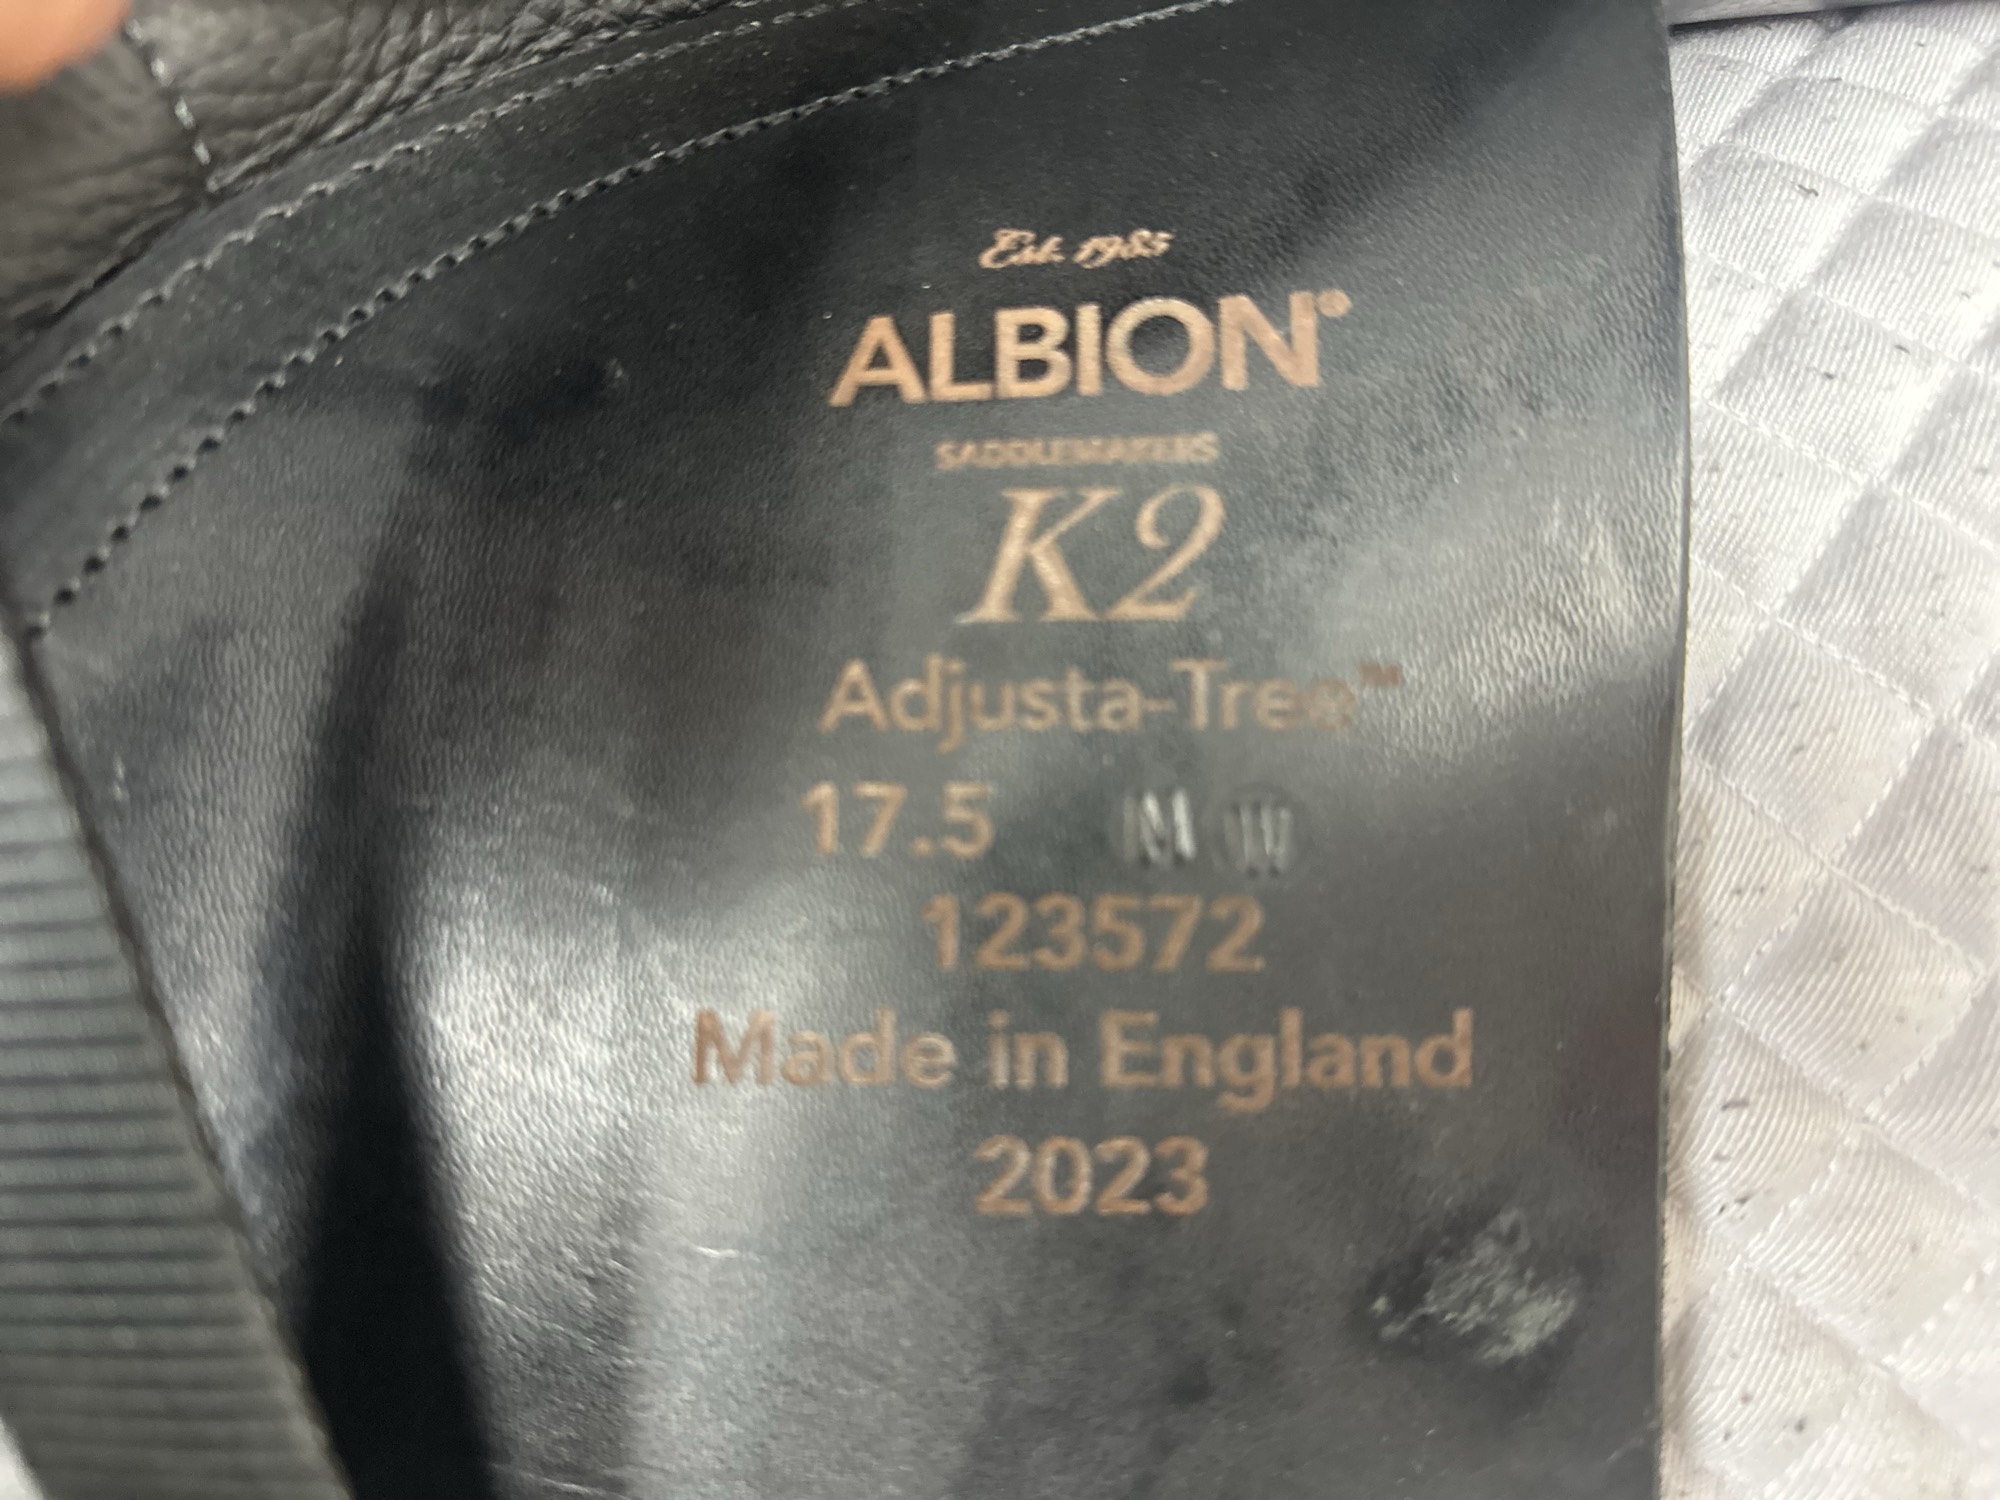 Est. 1985
ALBION®
SADDLEMAKERS
K2
Adjusta-Tree™
17.5 M W
123572
Made in England
2023